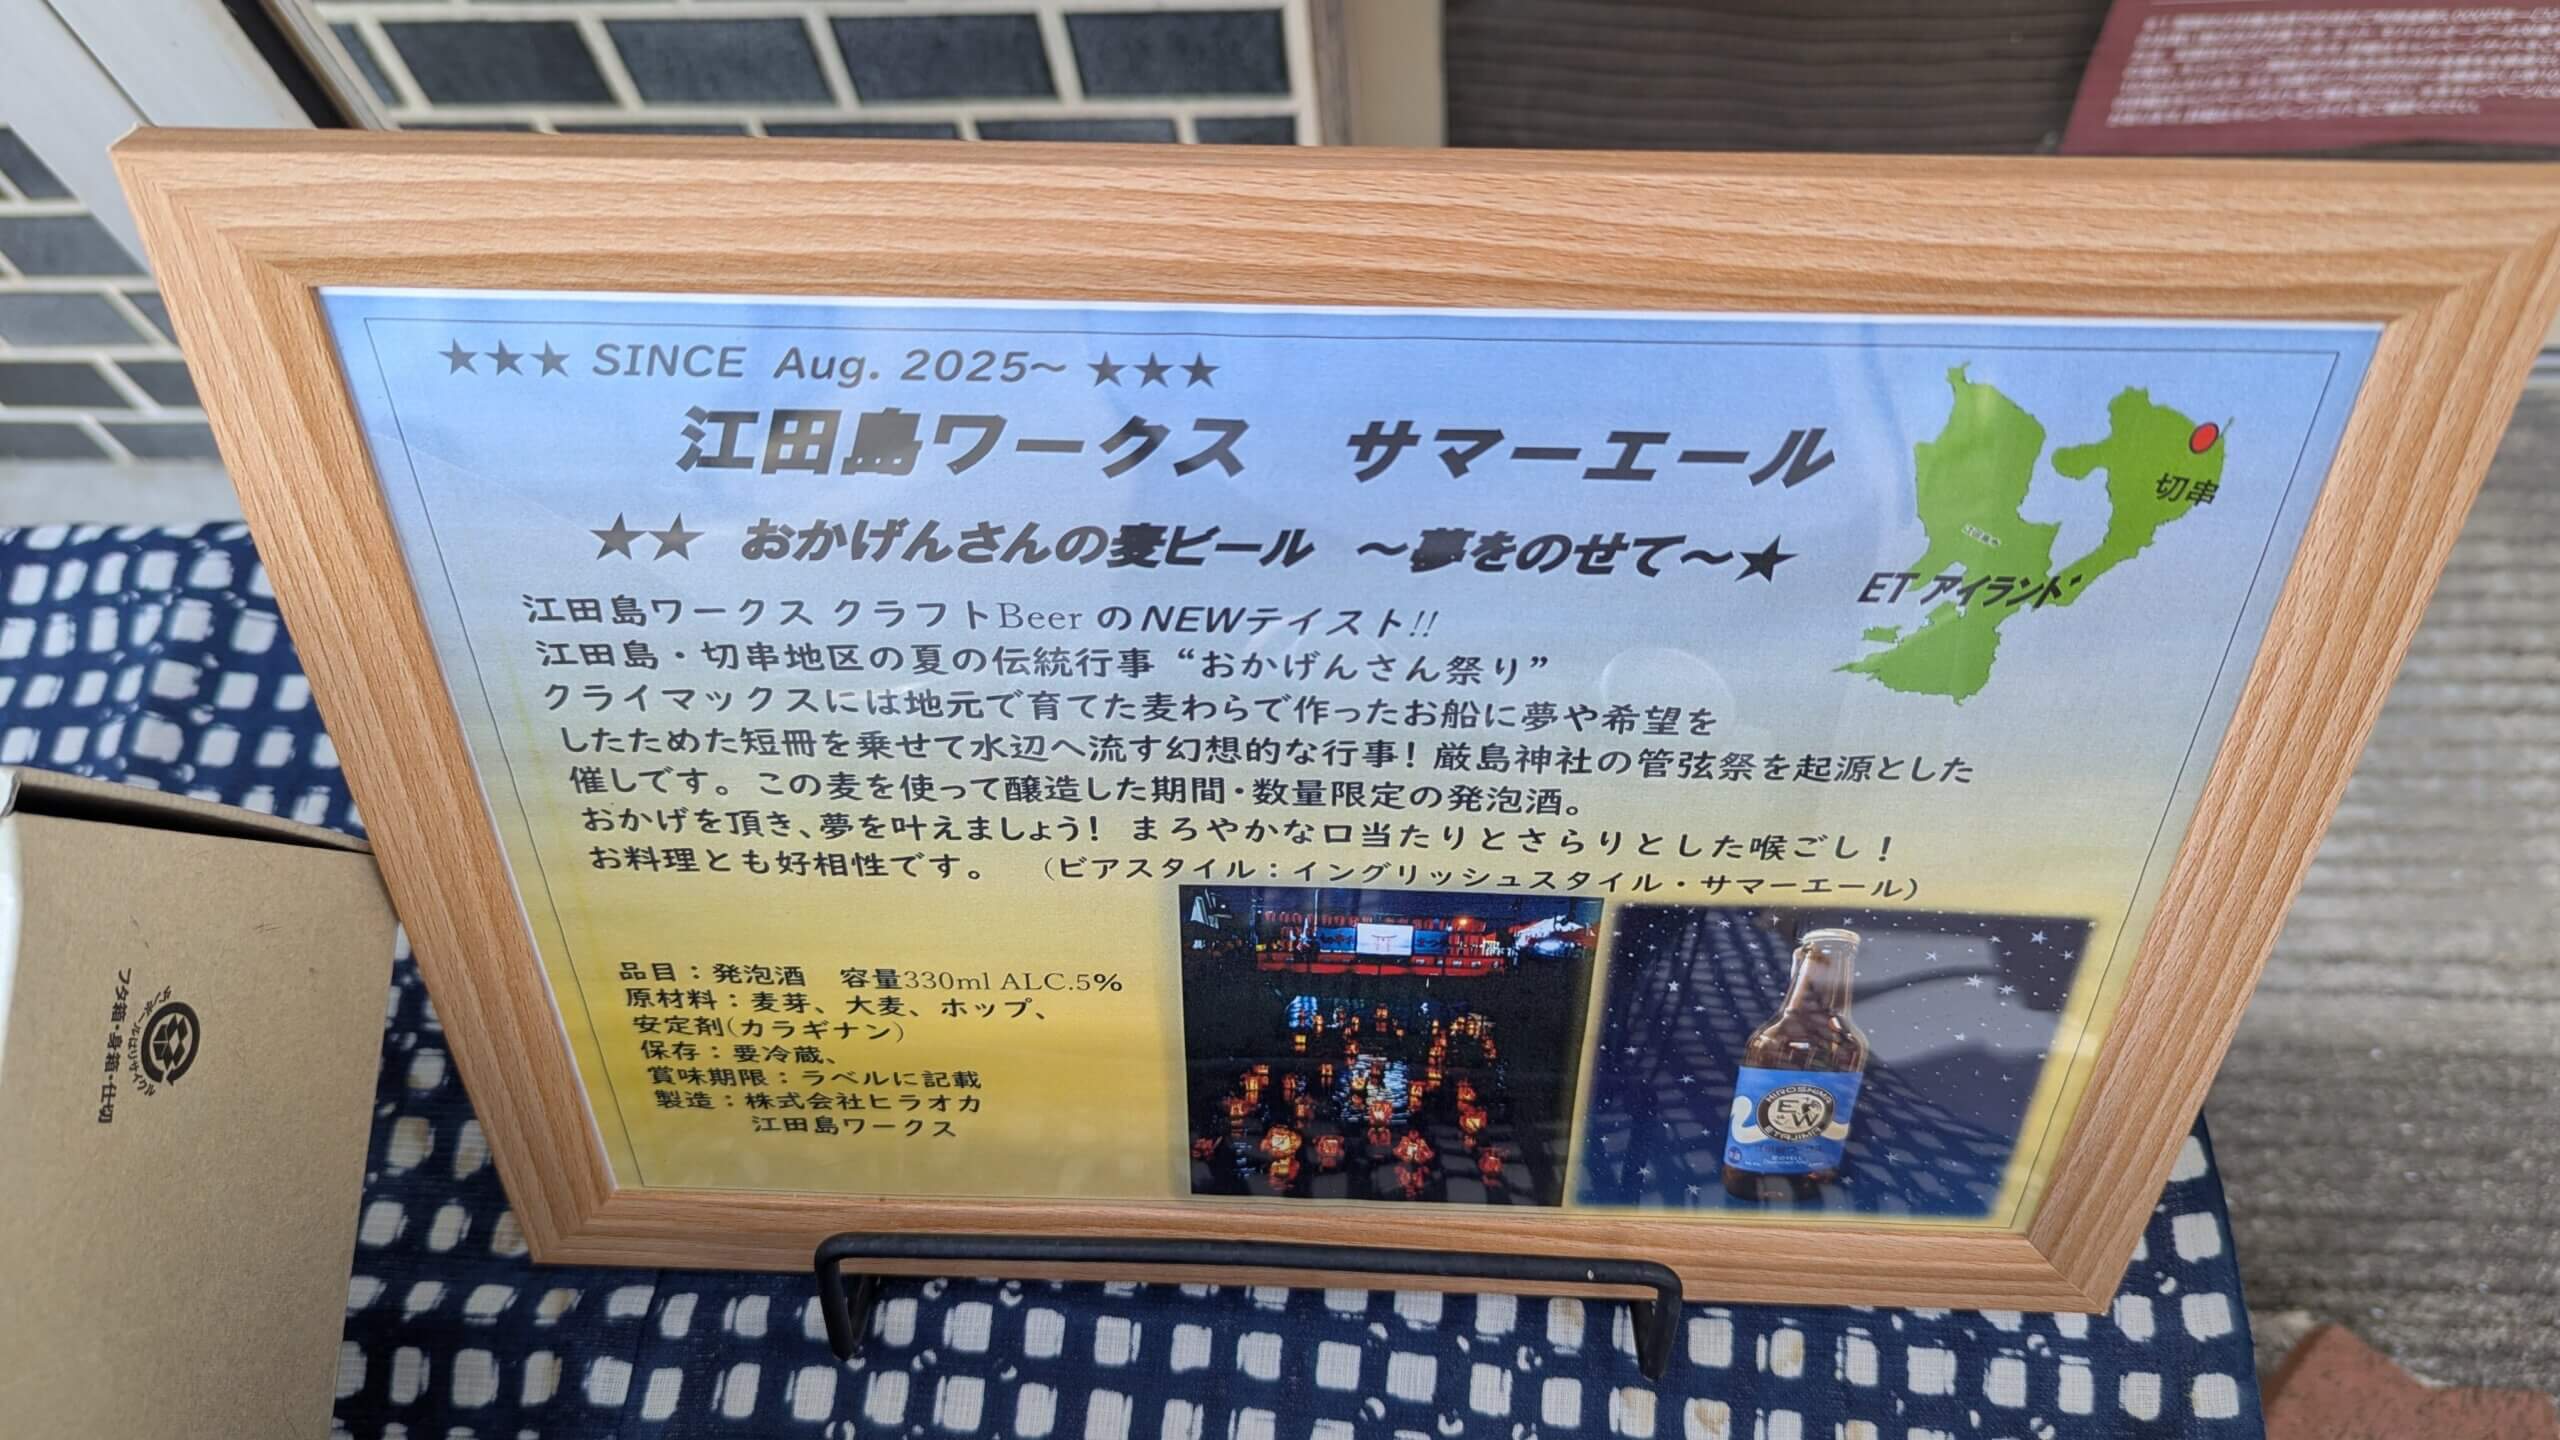 ★★★ SINCE Aug. 2025～ ★★★
江田島ワークス　サマーエール
★★ おかげんさんの麦ビール ～夢をのせて～★
江田島ワークス クラフトBeer のNEWテイスト!!
江田島・切串地区の夏の伝統行事 “おかげんさん祭り”
クライマックスには地元で育てた麦わらで作ったお船に夢や希望を
したためた短冊を乗せて水辺へ流す幻想的な行事！厳島神社の管弦祭を起源とした
催しです。この麦を使って醸造した期間・数量限定の発泡酒。
おかげを頂き、夢を叶えましょう！ まろやかな口当たりとさらりとした喉ごし！
お料理とも好相性です。 （ビアスタイル：イングリッシュスタイル・サマーエール）
切串
ET アイランド
品目：発泡酒 容量330ml ALC.5%
原材料：麦芽、大麦、ホップ、
安定剤(カラギナン)
保存：要冷蔵、
賞味期限：ラベルに記載
製造：株式会社ヒラオカ
江田島ワークス
HIROSHIMA
EW
ETAJIMA
ダンボールはリサイクル
フタ箱・身箱・仕切